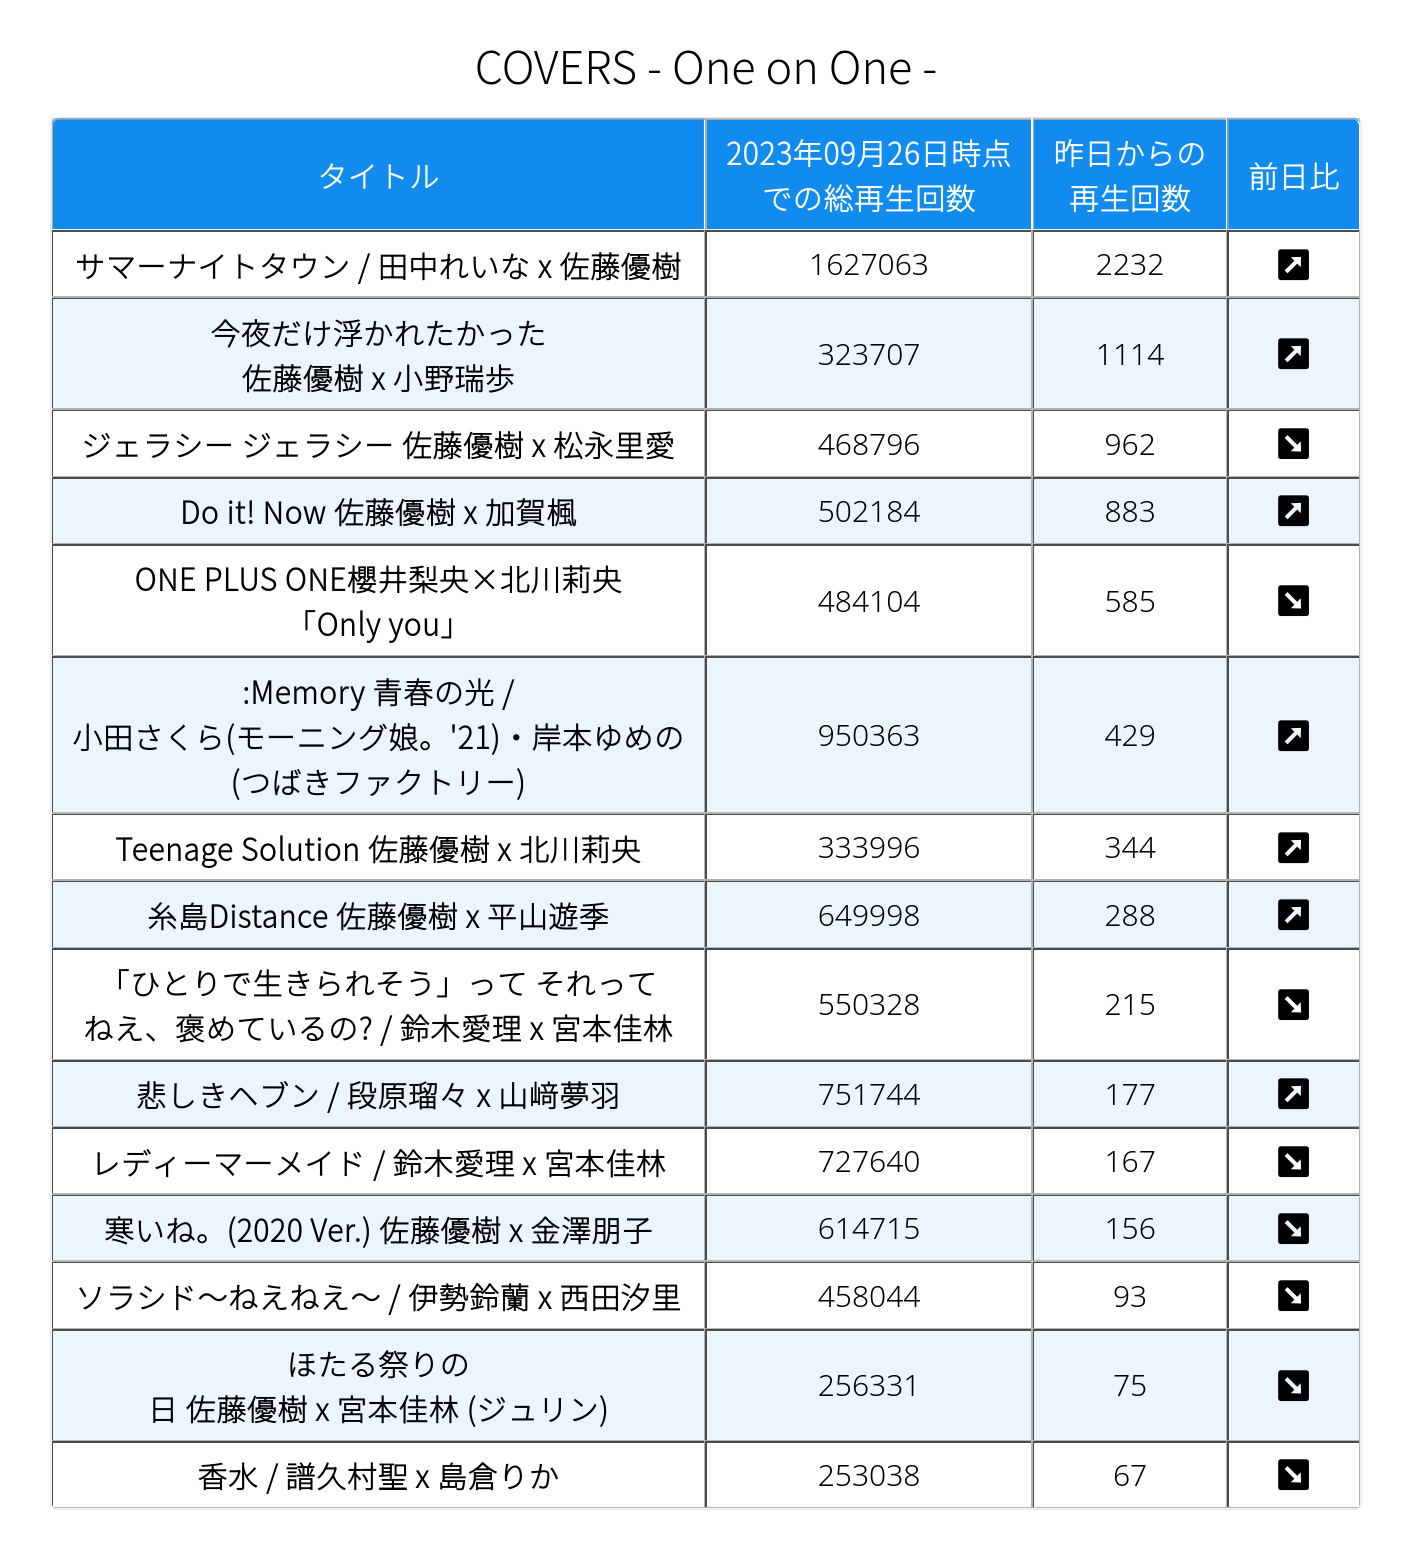 COVERS - One on One -
タイトル
2023年09月26日時点
での総再生回数
昨日からの
再生回数
前日比
サマーナイトタウン / 田中れいな x 佐藤優樹
1627063
2232
今夜だけ浮かれたかった
佐藤優樹 x 小野瑞歩
323707
1114
ジェラシー ジェラシー 佐藤優樹 x 松永里愛
468796
962
Do it! Now 佐藤優樹 x 加賀楓
502184
883
ONE PLUS ONE櫻井梨央×北川莉央
「Only you」
484104
585
:Memory 青春の光 /
小田さくら(モーニング娘。'21)・岸本ゆめの
(つばきファクトリー)
950363
429
Teenage Solution 佐藤優樹 x 北川莉央
333996
344
糸島Distance 佐藤優樹 x 平山遊季
649998
288
「ひとりで生きられそう」って それって
ねえ、褒めているの? / 鈴木愛理 x 宮本佳林
550328
215
悲しきヘブン / 段原瑠々 x 山﨑夢羽
751744
177
レディーマーメイド / 鈴木愛理 x 宮本佳林
727640
167
寒いね。(2020 Ver.) 佐藤優樹 x 金澤朋子
614715
156
ソラシド〜ねえねえ〜 / 伊勢鈴蘭 x 西田汐里
458044
93
ほたる祭りの
日 佐藤優樹 x 宮本佳林 (ジュリン)
256331
75
香水 / 譜久村聖 x 島倉りか
253038
67